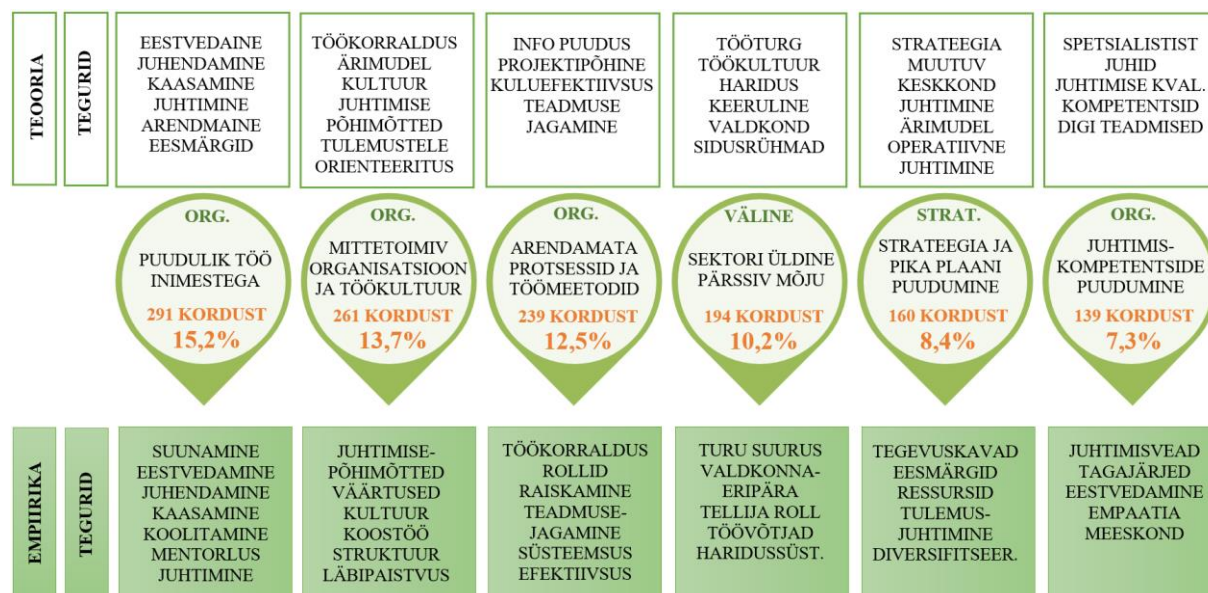 TEOORIA
TEGURID
EESTVEDAINE
JUHENDAMINE
KAASAMINE
JUHTIMINE
ARENDMAINE
EESMÄRGID
TÖÖKORRALDUS
ÄRIMUDEL
KULTUUR
JUHTIMISE
PÕHIMÕTTED
TULEMUSTELE
ORIENTEERITUS
INFO PUUDUS
PROJEKTIPÕHINE
KULUEFEKTIIVSUS
TEADMUSE
JAGAMINE
TÖÖTURG
TÖÖKULTUUR
HARIDUS
KEERULINE
VALDKOND
SIDUSRÜHMAD
STRATEEGIA
MUUTUV
KESKKOND
JUHTIMINE
ÄRIMUDEL
OPERATIIVNE
JUHTIMINE
SPETSIALISTIST
JUHID
JUHTIMISE KVAL.
KOMPETENTSID
DIGI TEADMISED
ORG.
PUUDULIK TÖÖ
INIMESTEGA
291 KORDUST
15,2%
ORG.
MITTETOIMIV
ORGANISATSIOON
JA TÖÖKULTUUR
261 KORDUST
13,7%
ORG.
ARENDAMATA
PROTSESSID JA
TÖÖMEETODID
239 KORDUST
12,5%
VÄLINE
SEKTORI ÜLDINE
PÄRSSIV MÕJU
194 KORDUST
10,2%
STRAT.
STRATEEGIA JA
PIKA PLAANI
PUUDUMINE
160 KORDUST
8,4%
ORG.
JUHTIMIS-
KOMPETENTSIDE
PUUDUMINE
139 KORDUST
7,3%
EMPIIRIKA
TEGURID
SUUNAMINE
EESTVEDAMINE
JUHENDAMINE
KAASAMINE
KOOLITAMINE
MENTORLUS
JUHTIMINE
JUHTIMISE-
PÕHIMÕTTED
VÄÄRTUSED
KULTUUR
KOOSTÖÖ
STRUKTUUR
LÄBIPAISTVUS
TÖÖKORRALDUS
ROLLID
RAISKAMINE
TEADMUSE-
JAGAMINE
SÜSTEEMSUS
EFEKTIIVSUS
TURU SUURUS
VALDKONNA-
ERIPÄRA
TELLIJA ROLL
TÖÖVÕTJAD
HARIDUSSÜST.
TEGEVUSKAVAD
EESMÄRGID
RESSURSID
TULEMUS-
JUHTIMINE
DIVERSIFITSEER.
JUHTIMISVEAD
TAGAJÄRJED
EESTVEDAMINE
EMPAATIA
MEESKOND